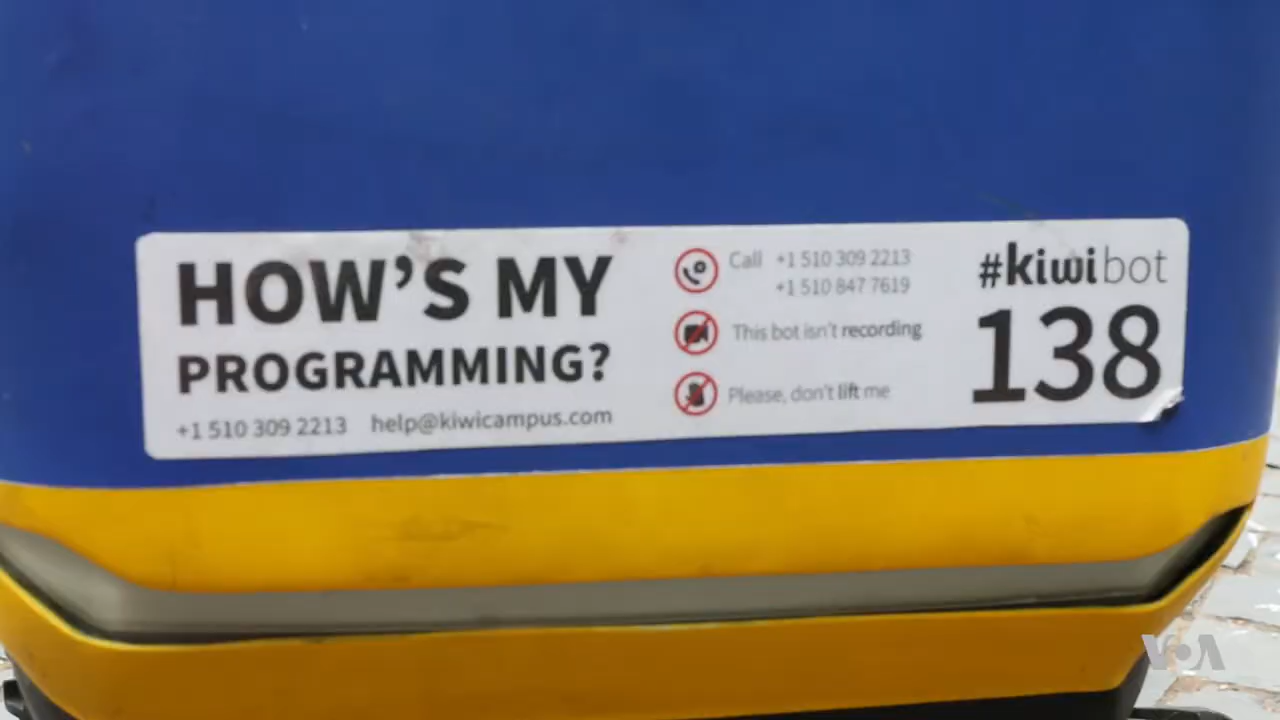 HOW'S MY
PROGRAMMING?
+1 510 309 2213 help@kiwicampus.com
Call +1 510 309 2213
+1 510 847 7619
This bot isn't recording
Please, don't lift me
#kiwibot
138
VOA